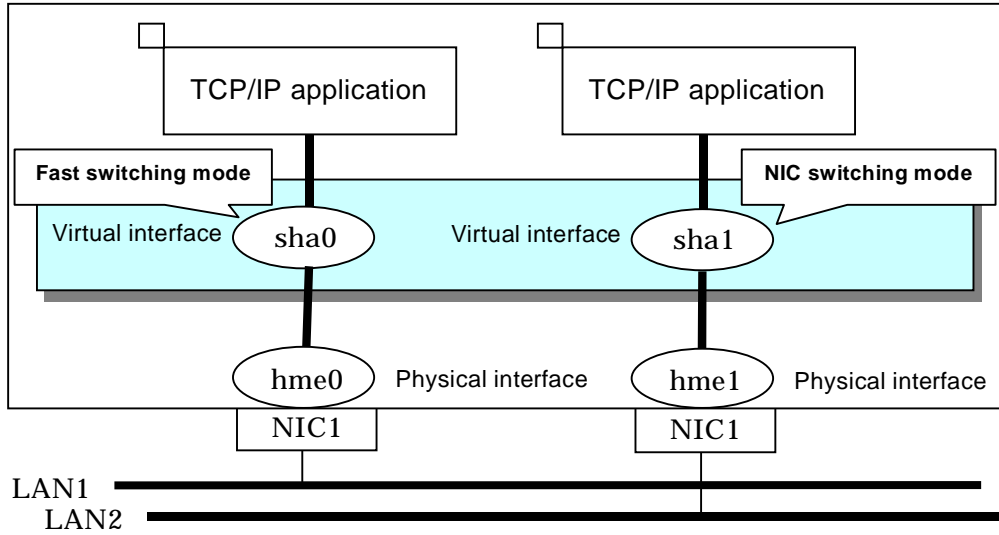 TCP/IP application
TCP/IP application
Fast switching mode
NIC switching mode
Virtual interface
sha0
Virtual interface
sha1
hme0
Physical interface
hme1
Physical interface
NIC1
NIC1
LAN1
LAN2